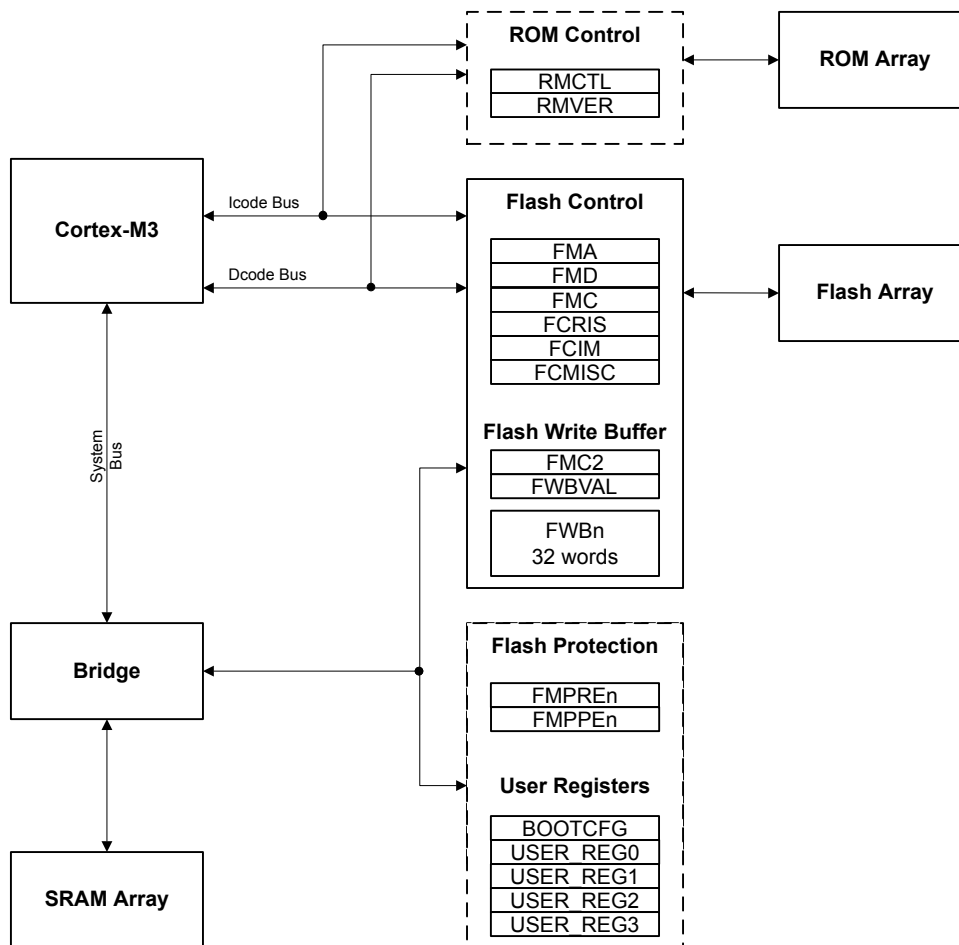 ROM Control
RMCTL
RMVER
ROM Array
Cortex-M3
Icode Bus
Dcode Bus
Flash Control
FMA
FMD
FMC
FCRIS
FCIM
FCMISC
Flash Array
System
Bus
Flash Write Buffer
FMC2
FWBVAL
FWBn
32 words
Bridge
Flash Protection
FMPREn
FMPPEn
User Registers
BOOTCFG
USER_REG0
USER_REG1
USER_REG2
USER_REG3
SRAM Array